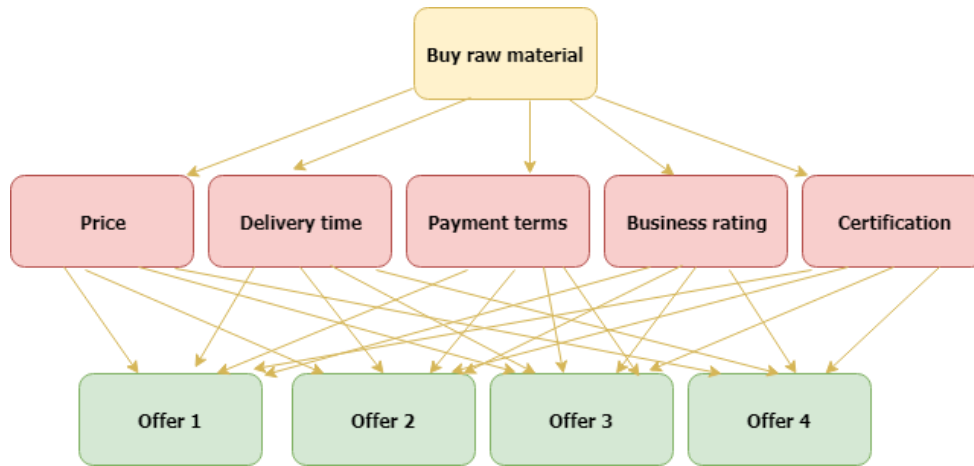 Buy raw material
Price
Delivery time
Payment terms
Business rating
Certification
Offer 1
Offer 2
Offer 3
Offer 4